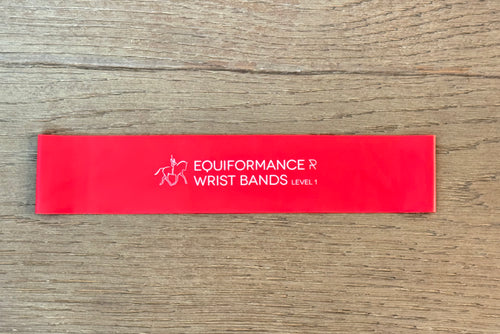 EQUIFORMANCE R
WRIST BANDS LEVEL 1